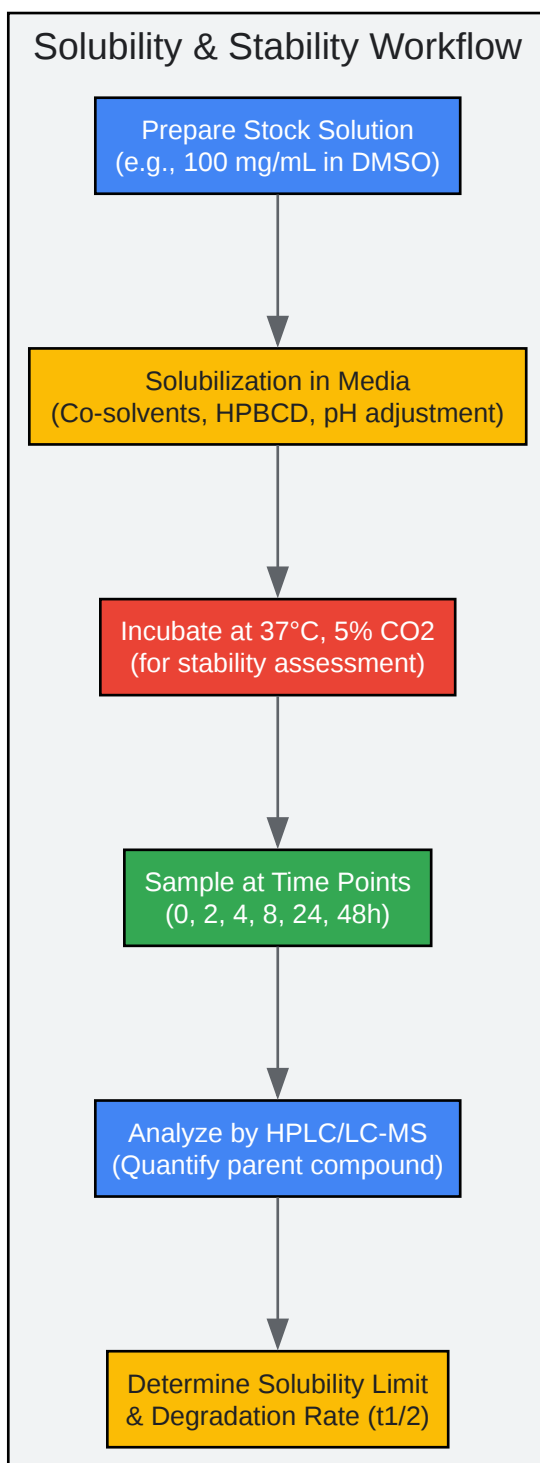 Solubility & Stability Workflow
Prepare Stock Solution
(e.g., 100 mg/mL in DMSO)
Solubilization in Media
(Co-solvents, HPBCD, pH adjustment)
Incubate at 37°C, 5% CO2
(for stability assessment)
Sample at Time Points
(0, 2, 4, 8, 24, 48h)
Analyze by HPLC/LC-MS
(Quantify parent compound)
Determine Solubility Limit
& Degradation Rate (t1/2)